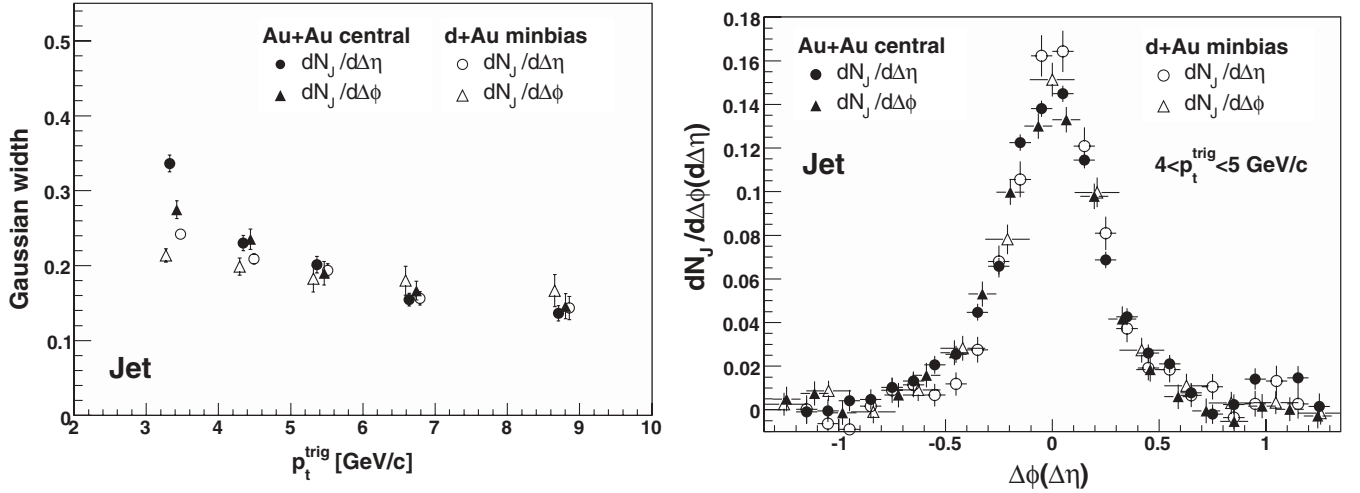 Gaussian width
0.5
0.4
0.3
0.2
0.1
0
2 3 4 5 6 7 8 9 10
p_t^trig [GeV/c]
Au+Au central d+Au minbias
dN_J/dΔη dN_J/dΔη
dN_J/dΔϕ dN_J/dΔϕ
Jet
dN_J/dΔϕ(dΔη)
0.18
0.16
0.14
0.12
0.1
0.08
0.06
0.04
0.02
0
-1 -0.5 0 0.5 1
Δϕ(Δη)
Au+Au central d+Au minbias
dN_J/dΔη dN_J/dΔη
dN_J/dΔϕ dN_J/dΔϕ
Jet 4<p_t^trig<5 GeV/c